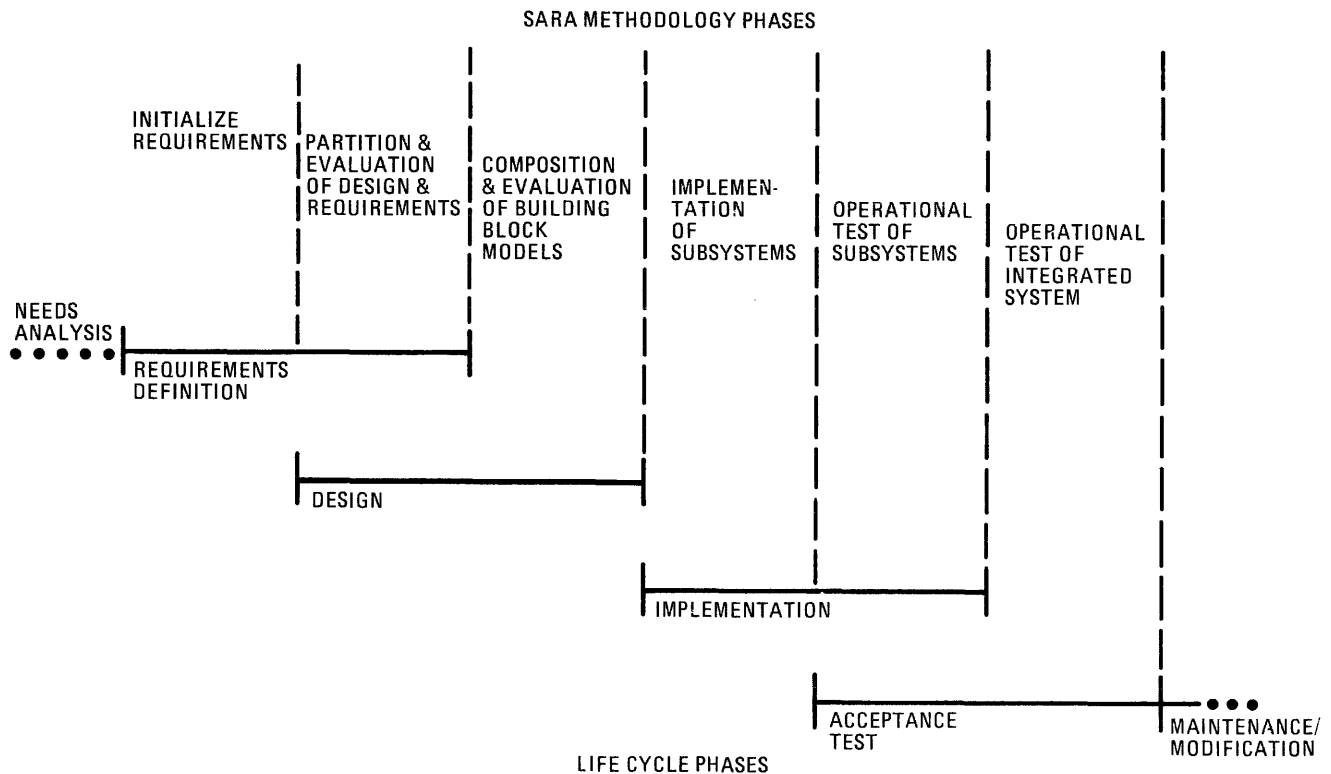 SARA METHODOLOGY PHASES
INITIALIZE
REQUIREMENTS
PARTITION &
EVALUATION
OF DESIGN &
REQUIREMENTS
COMPOSITION
& EVALUATION
OF BUILDING
BLOCK
MODELS
IMPLEMEN-
TATION
OF
SUBSYSTEMS
OPERATIONAL
TEST OF
SUBSYSTEMS
OPERATIONAL
TEST OF
INTEGRATED
SYSTEM
NEEDS
ANALYSIS
REQUIREMENTS
DEFINITION
DESIGN
IMPLEMENTATION
ACCEPTANCE
TEST
MAINTENANCE/
MODIFICATION
LIFE CYCLE PHASES